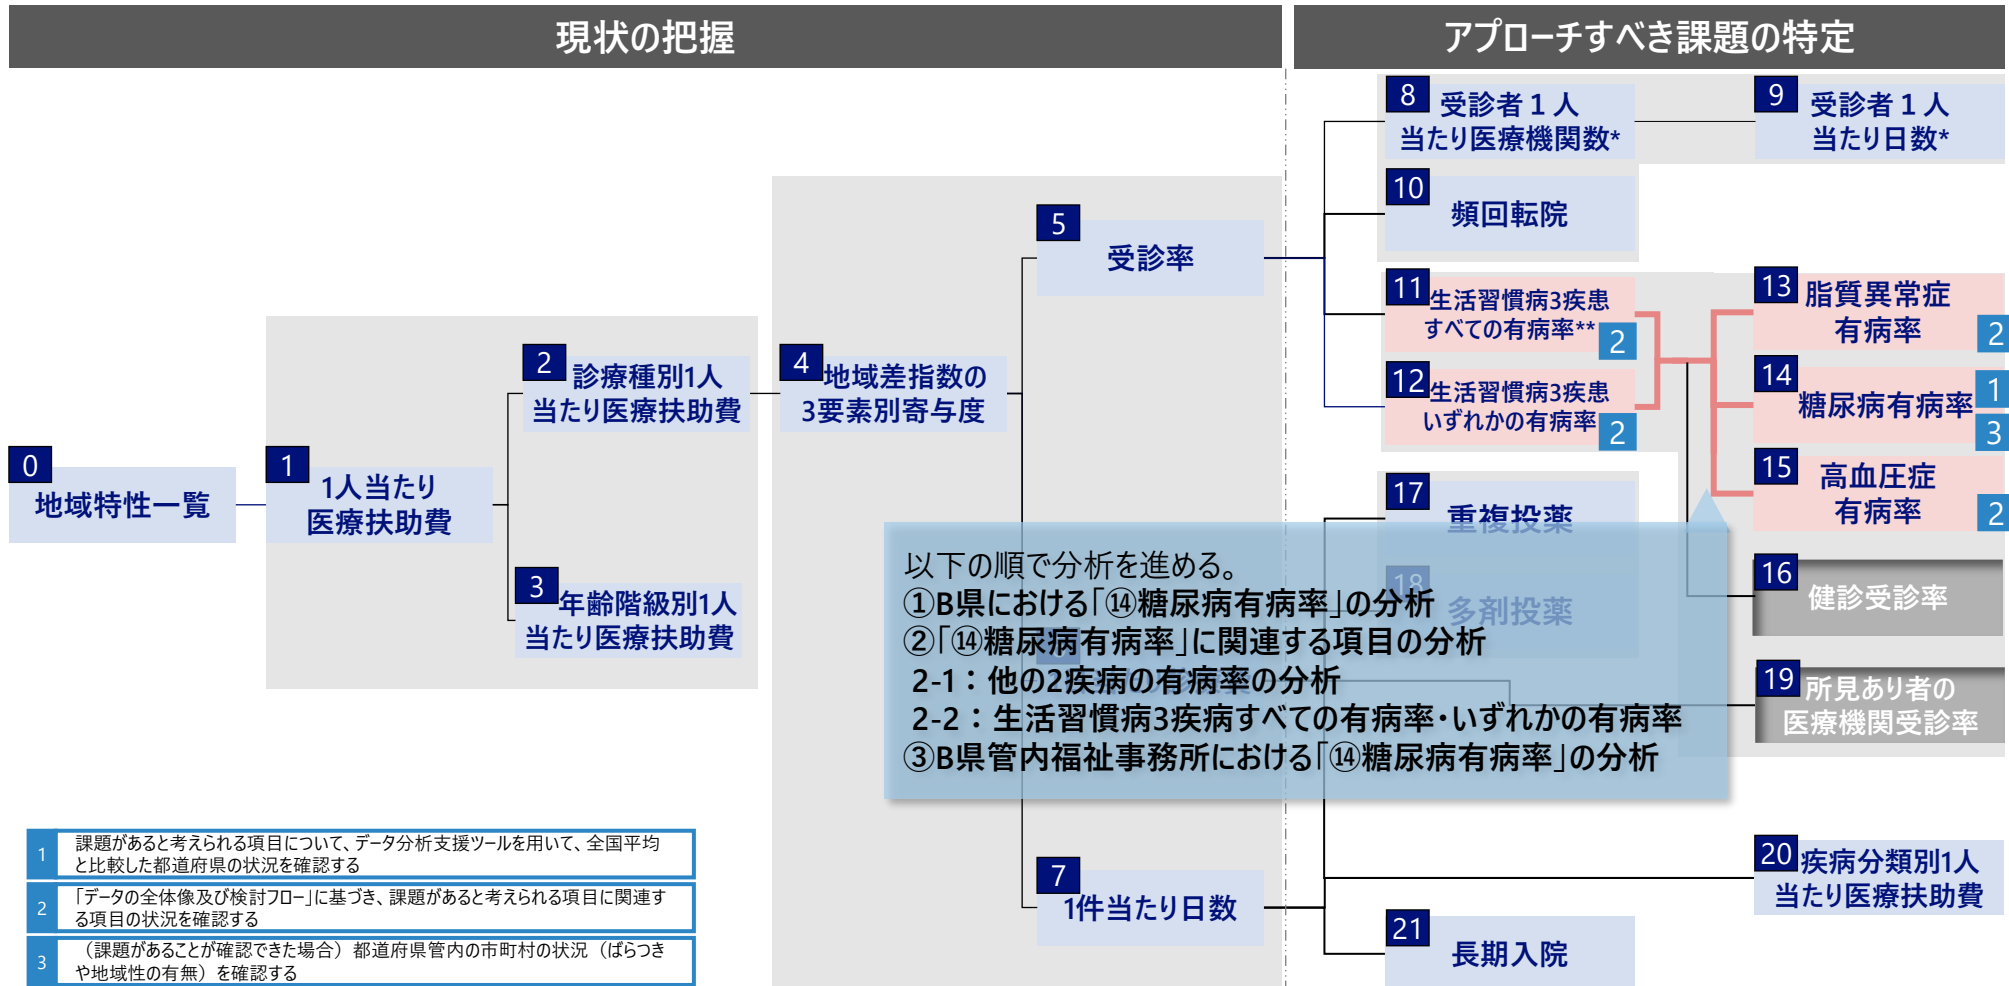 現状の把握
アプローチすべき課題の特定
0
地域特性一覧
1
1人当たり
医療扶助費
2
診療種別1人
当たり医療扶助費
3
年齢階級別1人
当たり医療扶助費
4
地域差指数の
3要素別寄与度
5
受診率
7
1件当たり日数
8
受診者1人
当たり医療機関数*
9
受診者1人
当たり日数*
10
頻回転院
11
生活習慣病3疾患
すべての有病率**
2
12
生活習慣病3疾患
いずれかの有病率
2
13
脂質異常症
有病率
2
14
糖尿病有病率
1
3
15
高血圧症
有病率
2
16
健診受診率
17
重複投薬
18
多剤投薬
19
所見あり者の
医療機関受診率
20
疾病分類別1人
当たり医療扶助費
21
長期入院
以下の順で分析を進める。
①B県における「⑭糖尿病有病率」の分析
②「⑭糖尿病有病率」に関連する項目の分析
2-1：他の2疾病の有病率の分析
2-2：生活習慣病3疾病すべての有病率・いずれかの有病率
③B県管内福祉事務所における「⑭糖尿病有病率」の分析
1
課題があると考えられる項目について、データ分析支援ツールを用いて、全国平均
と比較した都道府県の状況を確認する
2
「データの全体像及び検討フロー」に基づき、課題があると考えられる項目に関連す
る項目の状況を確認する
3
（課題があることが確認できた場合）都道府県管内の市町村の状況（ばらつき
や地域性の有無）を確認する